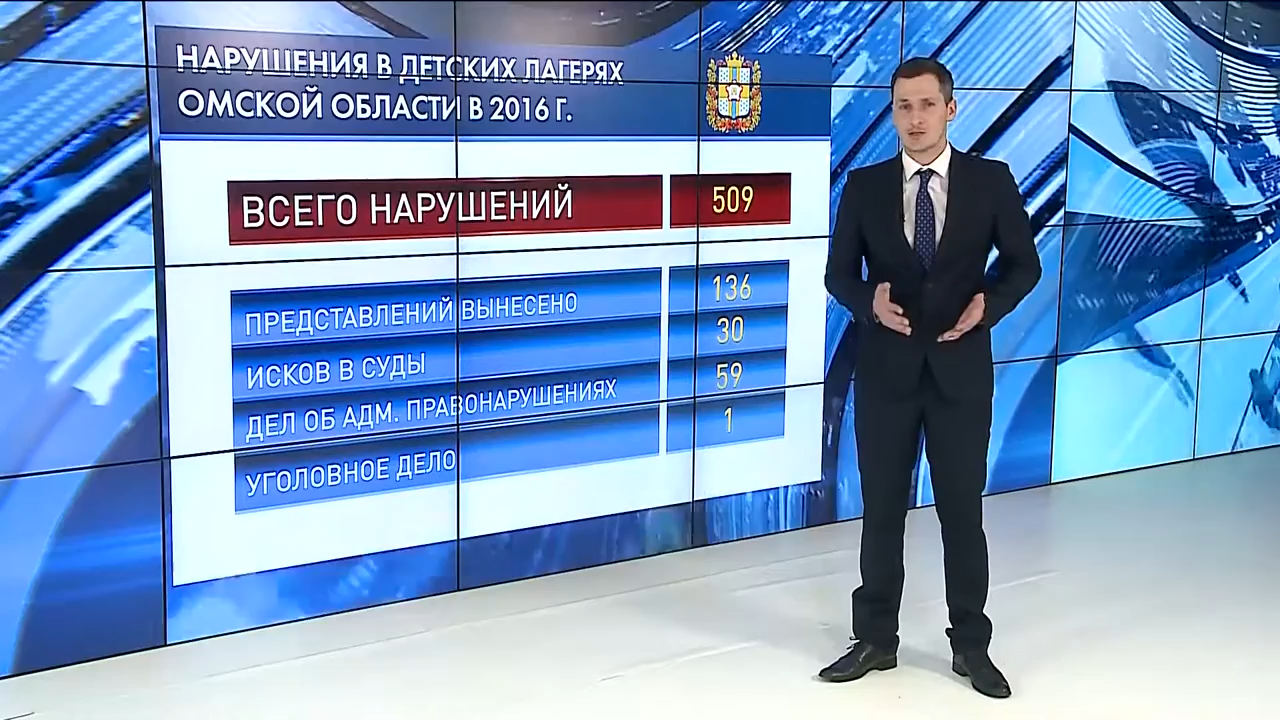 НАРУШЕНИЯ В ДЕТСКИХ ЛАГЕРЯХ
ОМСКОЙ ОБЛАСТИ В 2016 Г.
ВСЕГО НАРУШЕНИЙ 509
ПРЕДСТАВЛЕНИЙ ВЫНЕСЕНО 136
ИСКОВ В СУДЫ 30
ДЕЛ ОБ АДМ. ПРАВОНАРУШЕНИЯХ 59
УГОЛОВНОЕ ДЕЛО 1